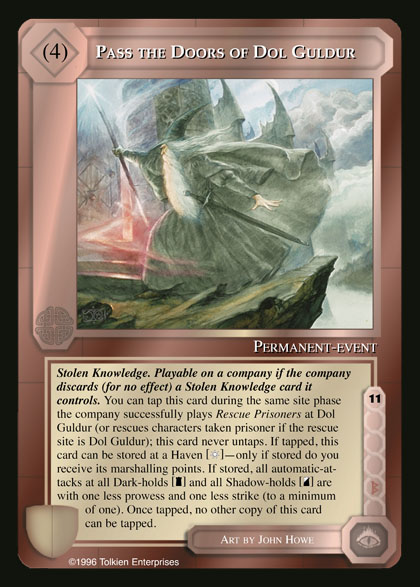 (4)
PASS THE DOORS OF DOL GULDUR
PERMANENT-EVENT
Stolen Knowledge. Playable on a company if the company
discards (for no effect) a Stolen Knowledge card it
controls. You can tap this card during the same site phase
the company successfully plays Rescue Prisoners at Dol
Guldur (or rescues characters taken prisoner if the rescue
site is Dol Guldur); this card never untaps. If tapped, this
card can be stored at a Haven []—only if stored do you
receive its marshalling points. If stored, all automatic-at-
tacks at all Dark-holds [] and all Shadow-holds [] are
with one less prowess and one less strike (to a minimum
of one). Once tapped, no other copy of this card
can be tapped.
11
ART BY JOHN HOWE
©1996 Tolkien Enterprises